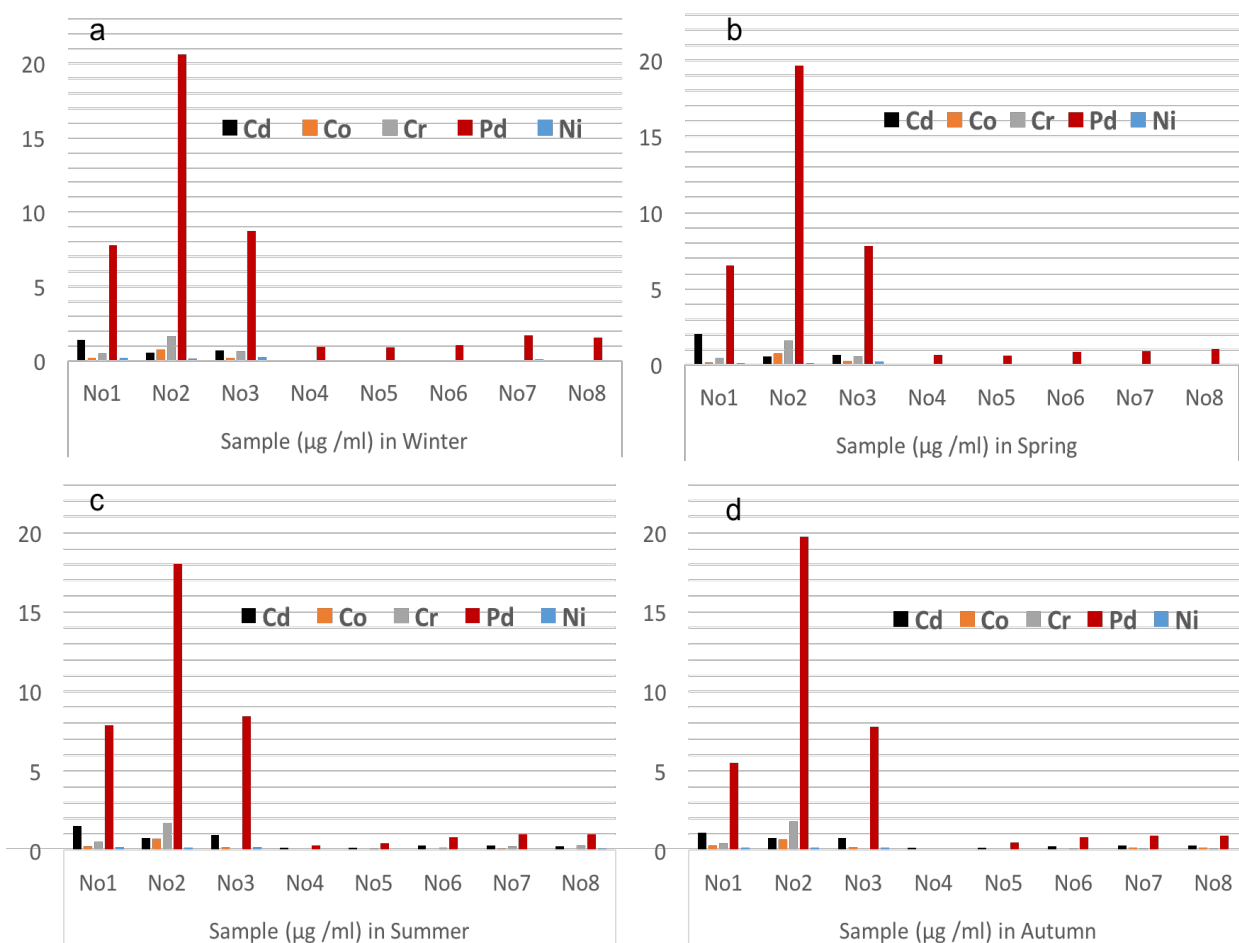 a
20
15
10
5
0
Cd Co Cr Pd Ni
No1 No2 No3 No4 No5 No6 No7 No8
Sample (µg /ml) in Winter
b
20
15
10
5
0
Cd Co Cr Pd Ni
No1 No2 No3 No4 No5 No6 No7 No8
Sample (µg /ml) in Spring
c
20
15
10
5
0
Cd Co Cr Pd Ni
No1 No2 No3 No4 No5 No6 No7 No8
Sample (µg /ml) in Summer
d
20
15
10
5
0
Cd Co Cr Pd Ni
No1 No2 No3 No4 No5 No6 No7 No8
Sample (µg /ml) in Autumn